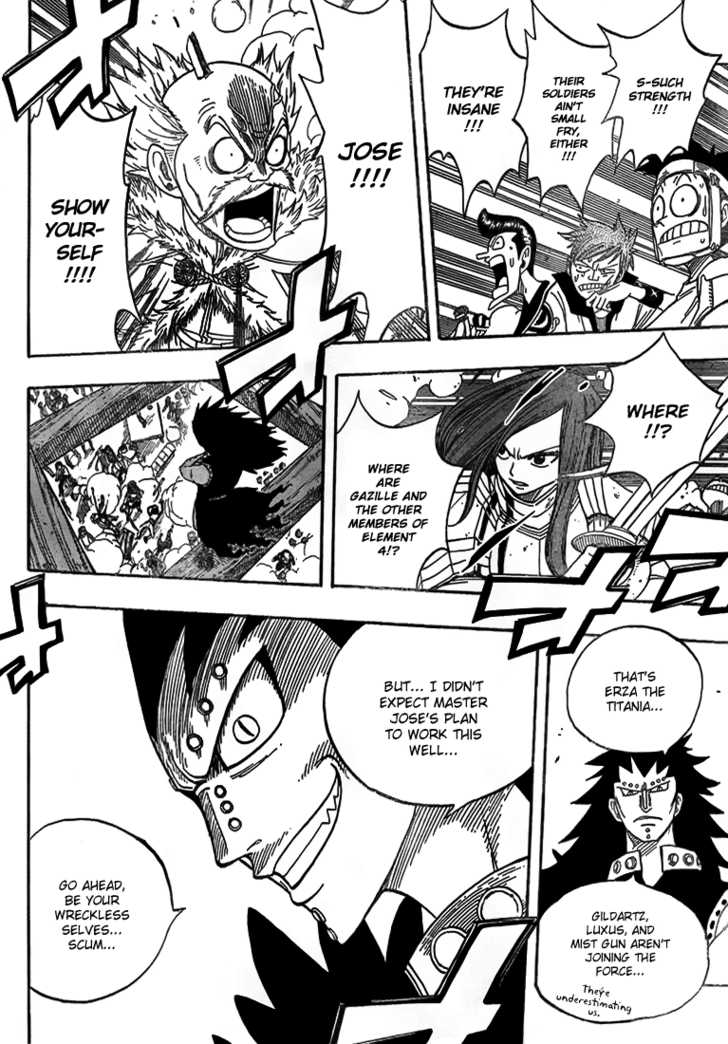 S-SUCH
STRENGTH
!!!
THEIR
SOLDIERS
AIN'T
SMALL
FRY,
EITHER
!!!
THEY'RE
INSANE
!!!
JOSE
!!!!
SHOW
YOUR-
SELF
!!!!
WHERE
!!?
WHERE
ARE
GAZILLE AND
THE OTHER
MEMBERS OF
ELEMENT
4!?
THAT'S
ERZA THE
TITANIA...
GILDARTZ,
LUXUS, AND
MIST GUN AREN'T
JOINING THE
FORCE...
They're
underestimating
us.
BUT... I DIDN'T
EXPECT MASTER
JOSE'S PLAN
TO WORK THIS
WELL...
GO AHEAD,
BE YOUR
WRECKLESS
SELVES...
SCUM...